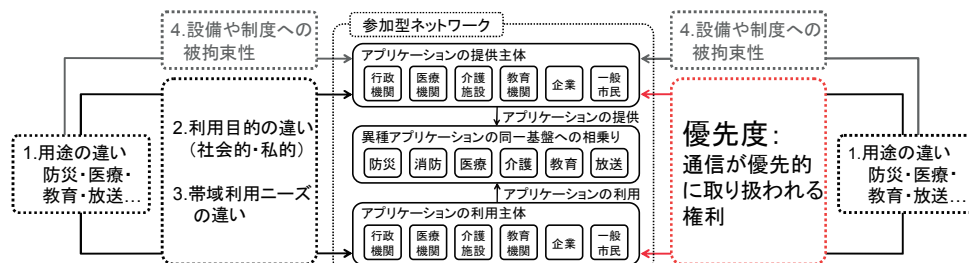 4.設備や制度への
被拘束性
1.用途の違い
防災・医療・
教育・放送…
2.利用目的の違い
(社会的・私的)
3.帯域利用ニーズ
の違い
参加型ネットワーク
アプリケーションの提供主体
行政
機関
医療
機関
介護
施設
教育
機関
企業
一般
市民
アプリケーションの提供
異種アプリケーションの同一基盤への相乗り
防災
消防
医療
介護
教育
放送
アプリケーションの利用
アプリケーションの利用主体
行政
機関
医療
機関
介護
施設
教育
機関
企業
一般
市民
4.設備や制度への
被拘束性
優先度:
通信が優先的
に取り扱われる
権利
1.用途の違い
防災・医療・
教育・放送…